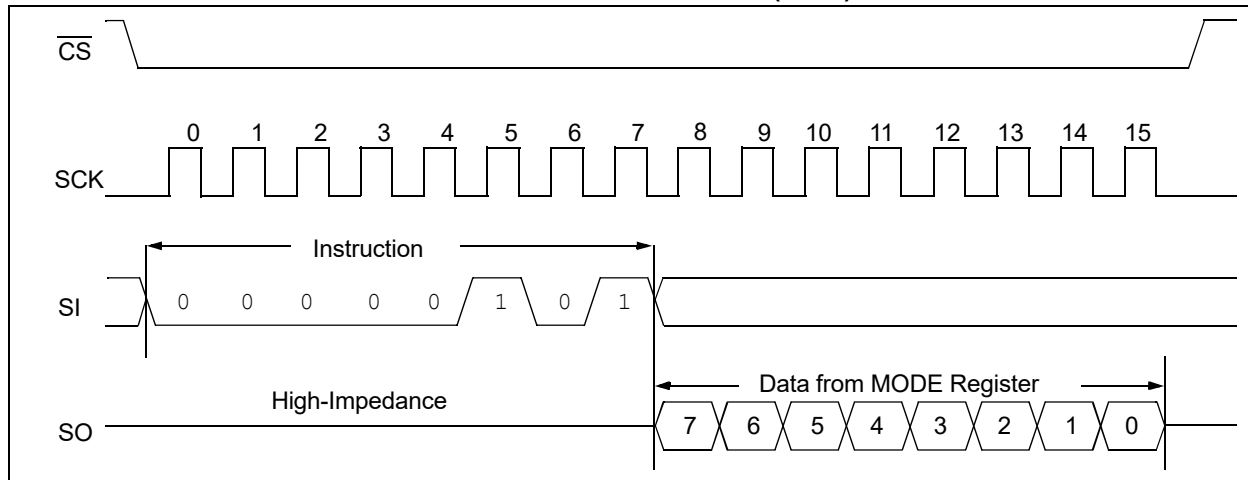 CS
0 1 2 3 4 5 6 7 8 9 10 11 12 13 14 15
SCK
Instruction
SI 0 0 0 0 0 1 0 1
Data from MODE Register
High-Impedance
SO 7 6 5 4 3 2 1 0